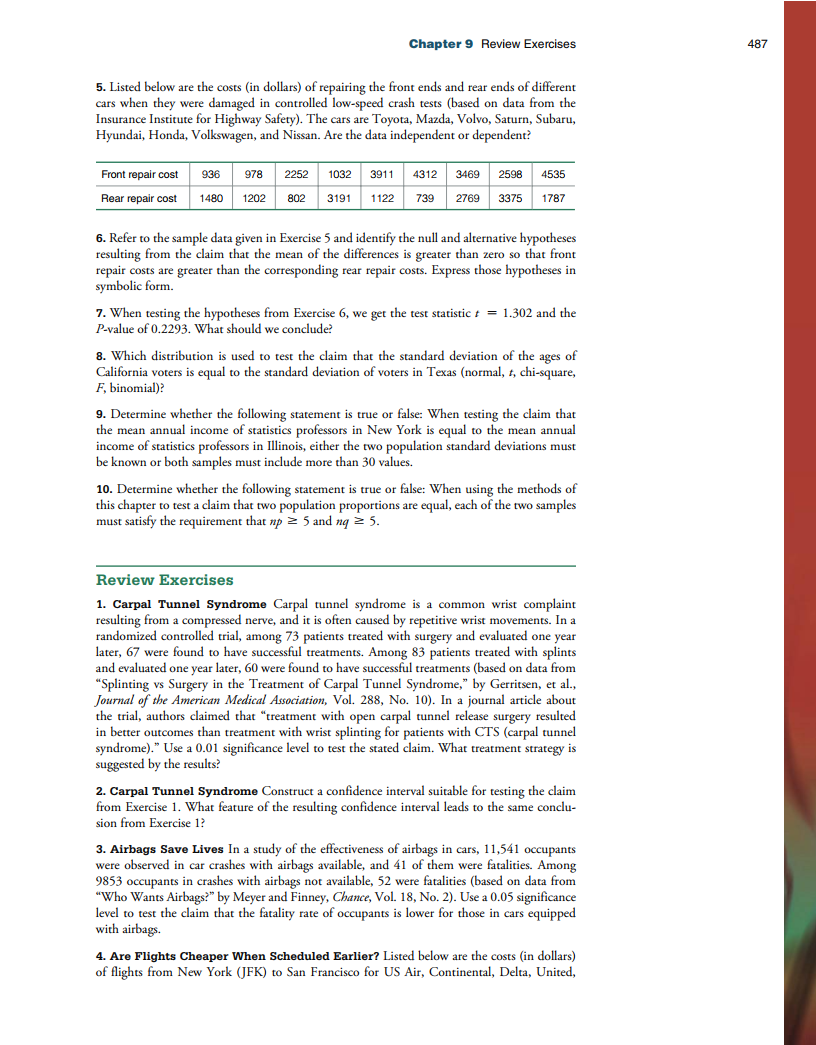 Chapter 9 Review Exercises 487
5. Listed below are the costs (in dollars) of repairing the front ends and rear ends of different
cars when they were damaged in controlled low-speed crash tests (based on data from the
Insurance Institute for Highway Safety). The cars are Toyota, Mazda, Volvo, Saturn, Subaru,
Hyundai, Honda, Volkswagen, and Nissan. Are the data independent or dependent?
Front repair cost 936 978 2252 1032 3911 4312 3469 2598 4535
Rear repair cost 1480 1202 802 3191 1122 739 2769 3375 1787
6. Refer to the sample data given in Exercise 5 and identify the null and alternative hypotheses
resulting from the claim that the mean of the differences is greater than zero so that front
repair costs are greater than the corresponding rear repair costs. Express those hypotheses in
symbolic form.
7. When testing the hypotheses from Exercise 6, we get the test statistic t = 1.302 and the
P-value of 0.2293. What should we conclude?
8. Which distribution is used to test the claim that the standard deviation of the ages of
California voters is equal to the standard deviation of voters in Texas (normal, t, chi-square,
F, binomial)?
9. Determine whether the following statement is true or false: When testing the claim that
the mean annual income of statistics professors in New York is equal to the mean annual
income of statistics professors in Illinois, either the two population standard deviations must
be known or both samples must include more than 30 values.
10. Determine whether the following statement is true or false: When using the methods of
this chapter to test a claim that two population proportions are equal, each of the two samples
must satisfy the requirement that np ≥ 5 and nq ≥ 5.
Review Exercises
1. Carpal Tunnel Syndrome Carpal tunnel syndrome is a common wrist complaint
resulting from a compressed nerve, and it is often caused by repetitive wrist movements. In a
randomized controlled trial, among 73 patients treated with surgery and evaluated one year
later, 67 were found to have successful treatments. Among 83 patients treated with splints
and evaluated one year later, 60 were found to have successful treatments (based on data from
“Splinting vs Surgery in the Treatment of Carpal Tunnel Syndrome,” by Gerritsen, et al.,
Journal of the American Medical Association, Vol. 288, No. 10). In a journal article about
the trial, authors claimed that “treatment with open carpal tunnel release surgery resulted
in better outcomes than treatment with wrist splinting for patients with CTS (carpal tunnel
syndrome).” Use a 0.01 significance level to test the stated claim. What treatment strategy is
suggested by the results?
2. Carpal Tunnel Syndrome Construct a confidence interval suitable for testing the claim
from Exercise 1. What feature of the resulting confidence interval leads to the same conclu-
sion from Exercise 1?
3. Airbags Save Lives In a study of the effectiveness of airbags in cars, 11,541 occupants
were observed in car crashes with airbags available, and 41 of them were fatalities. Among
9853 occupants in crashes with airbags not available, 52 were fatalities (based on data from
“Who Wants Airbags?” by Meyer and Finney, Chance, Vol. 18, No. 2). Use a 0.05 significance
level to test the claim that the fatality rate of occupants is lower for those in cars equipped
with airbags.
4. Are Flights Cheaper When Scheduled Earlier? Listed below are the costs (in dollars)
of flights from New York (JFK) to San Francisco for US Air, Continental, Delta, United,